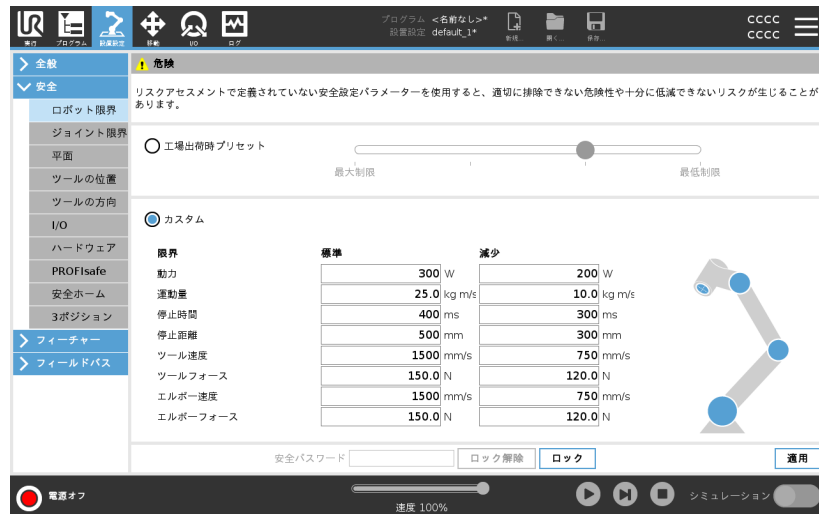 UR
実行
プログラム
設置設定
移動
I/O
ログ
プログラム <名前なし>*
設置設定 default_1*
新規...
開く...
保存...
cccc
cccc
全般
安全
ロボット限界
ジョイント限界
平面
ツールの位置
ツールの方向
I/O
ハードウェア
PROFIsafe
安全ホーム
3ポジション
フィーチャー
フィールドバス
危険
リスクアセスメントで定義されていない安全設定パラメーターを使用すると、適切に排除できない危険性や十分に低減できないリスクが生じることが
あります。
工場出荷時プリセット
最大制限 最低制限
カスタム
限界 標準 減少
動力 300 W 200 W
運動量 25.0 kg m/s 10.0 kg m/s
停止時間 400 ms 300 ms
停止距離 500 mm 300 mm
ツール速度 1500 mm/s 750 mm/s
ツールフォース 150.0 N 120.0 N
エルボー速度 1500 mm/s 750 mm/s
エルボーフォース 150.0 N 120.0 N
安全パスワード ロック解除 ロック 適用
電源オフ
速度 100%
シミュレーション